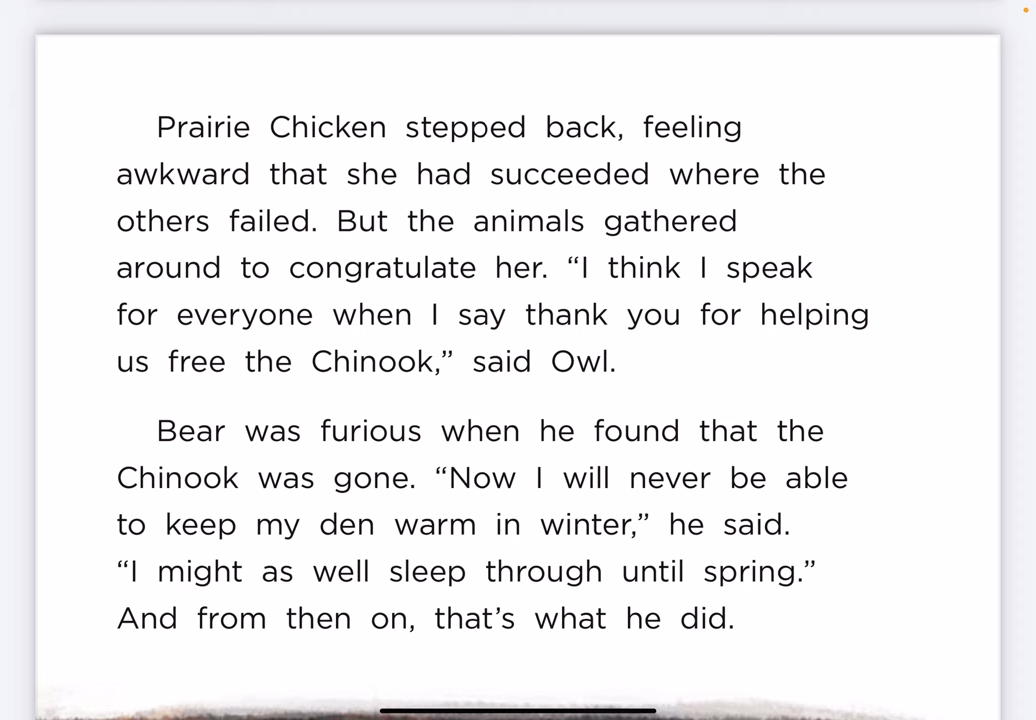 Prairie Chicken stepped back, feeling
awkward that she had succeeded where the
others failed. But the animals gathered
around to congratulate her. “I think I speak
for everyone when I say thank you for helping
us free the Chinook,” said Owl.
Bear was furious when he found that the
Chinook was gone. “Now I will never be able
to keep my den warm in winter,” he said.
“I might as well sleep through until spring.”
And from then on, that’s what he did.